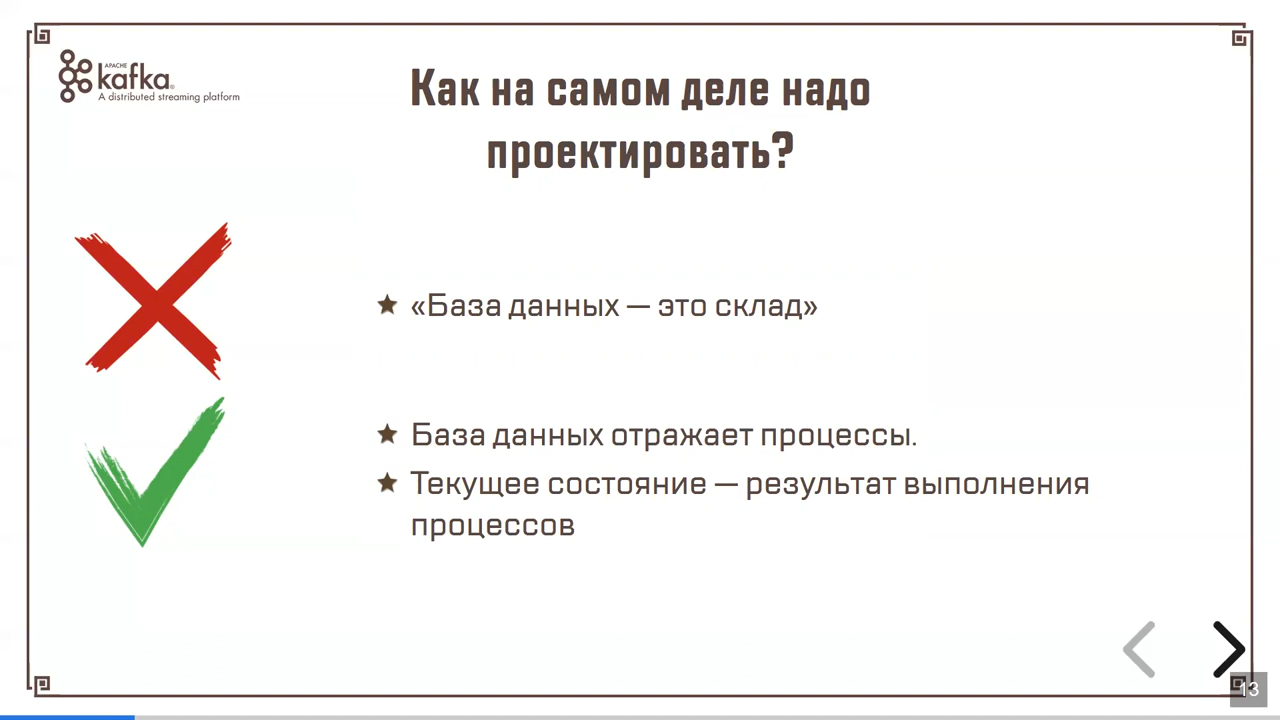 APACHE
kafka®
A distributed streaming platform
Как на самом деле надо
проектировать?
«База данных — это склад»
База данных отражает процессы.
Текущее состояние — результат выполнения
процессов
13